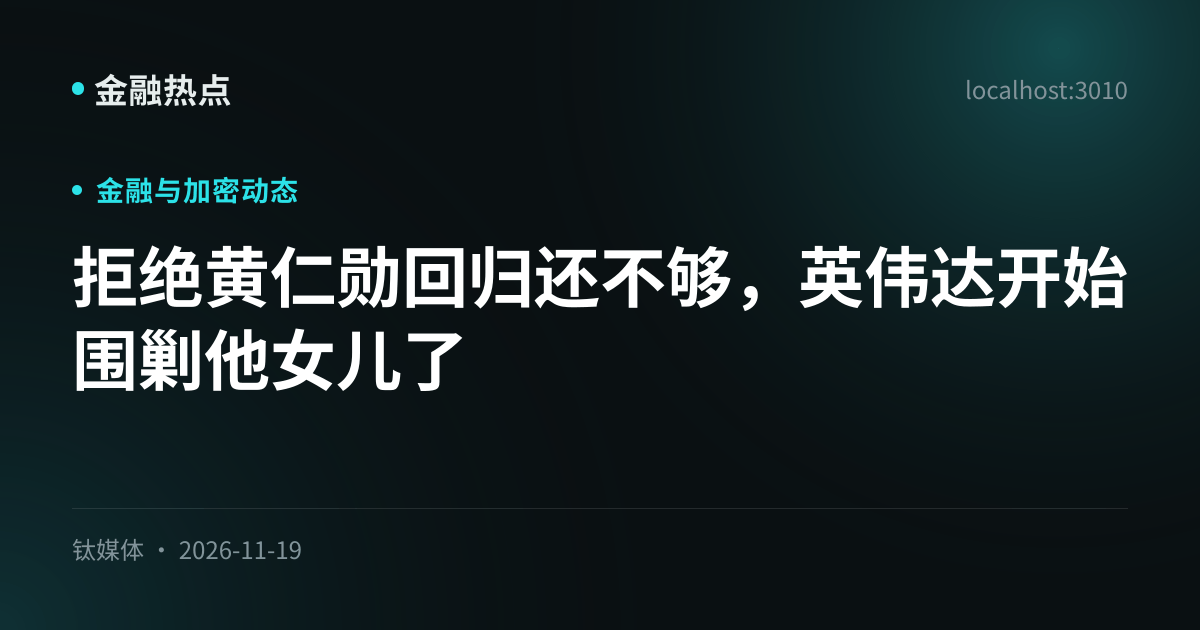 金融热点
localhost:3010
金融与加密动态
拒绝黄仁勋回归还不够，英伟达开始
围剿他女儿了
钛媒体 · 2026-11-19